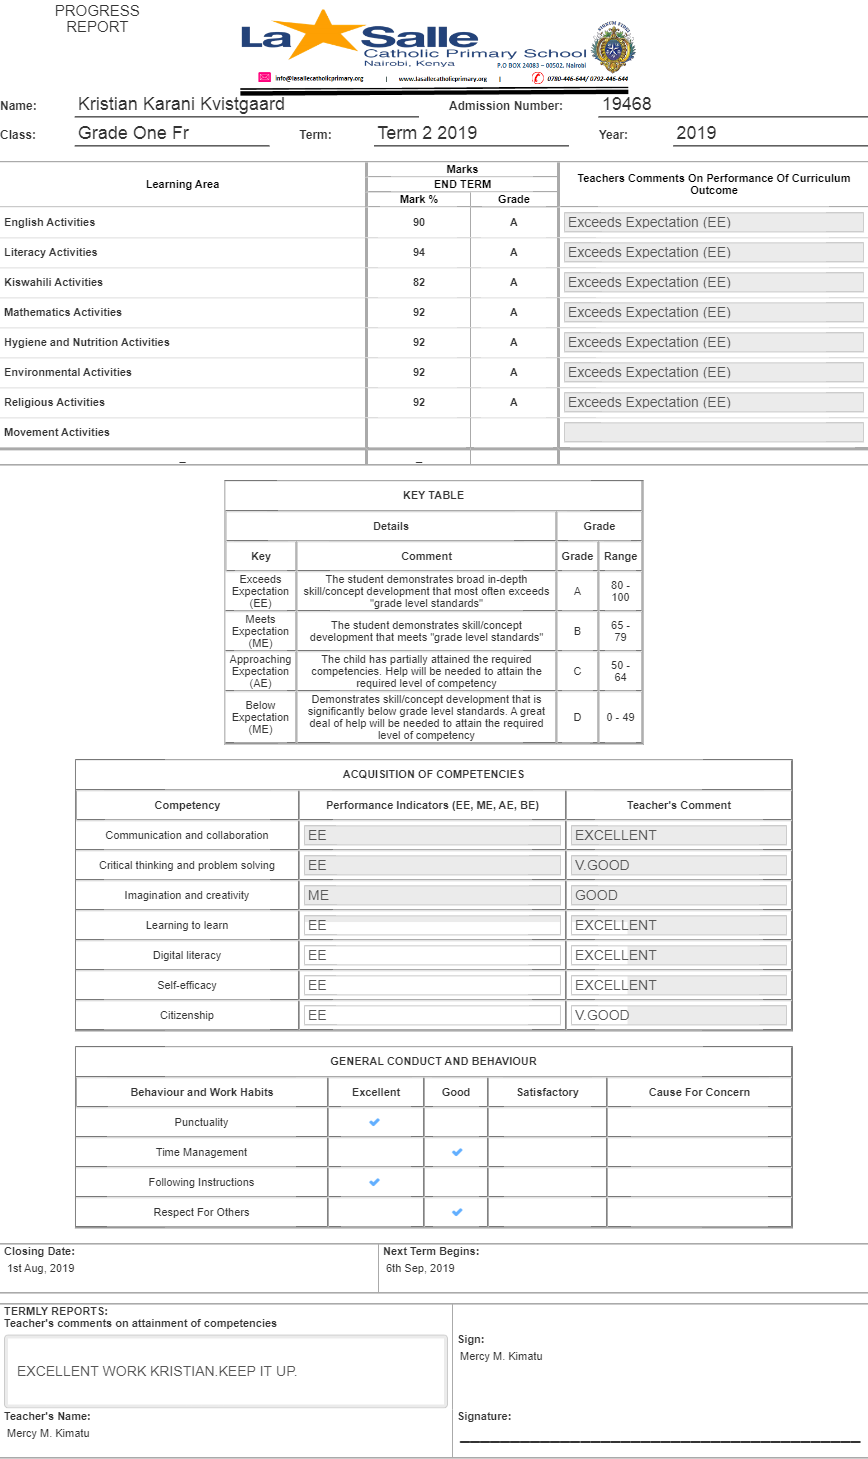 PROGRESS
REPORT
La Salle
Catholic Primary School
Nairobi, Kenya
P.O BOX 24083 – 00502, Nairobi
info@lasallecatholicprimary.org | www.lasallecatholicprimary.org | 0780-446-644/ 0792-446-644
Name: Kristian Karani Kvistgaard Admission Number: 19468
Class: Grade One Fr Term: Term 2 2019 Year: 2019
Learning Area Marks Teachers Comments On Performance Of Curriculum Outcome
END TERM
Mark % Grade
English Activities 90 A Exceeds Expectation (EE)
Literacy Activities 94 A Exceeds Expectation (EE)
Kiswahili Activities 82 A Exceeds Expectation (EE)
Mathematics Activities 92 A Exceeds Expectation (EE)
Hygiene and Nutrition Activities 92 A Exceeds Expectation (EE)
Environmental Activities 92 A Exceeds Expectation (EE)
Religious Activities 92 A Exceeds Expectation (EE)
Movement Activities
_ _
KEY TABLE
Details Grade
Key Comment Grade Range
Exceeds Expectation (EE) The student demonstrates broad in-depth skill/concept development that most often exceeds "grade level standards" A 80 - 100
Meets Expectation (ME) The student demonstrates skill/concept development that meets "grade level standards" B 65 - 79
Approaching Expectation (AE) The child has partially attained the required competencies. Help will be needed to attain the required level of competency C 50 - 64
Below Expectation (ME) Demonstrates skill/concept development that is significantly below grade level standards. A great deal of help will be needed to attain the required level of competency D 0 - 49
ACQUISITION OF COMPETENCIES
Competency Performance Indicators (EE, ME, AE, BE) Teacher's Comment
Communication and collaboration EE EXCELLENT
Critical thinking and problem solving EE V.GOOD
Imagination and creativity ME GOOD
Learning to learn EE EXCELLENT
Digital literacy EE EXCELLENT
Self-efficacy EE EXCELLENT
Citizenship EE V.GOOD
GENERAL CONDUCT AND BEHAVIOUR
Behaviour and Work Habits Excellent Good Satisfactory Cause For Concern
Punctuality ✔
Time Management ✔
Following Instructions ✔
Respect For Others ✔
Closing Date: Next Term Begins:
1st Aug, 2019 6th Sep, 2019
TERMLY REPORTS:
Teacher's comments on attainment of competencies
EXCELLENT WORK KRISTIAN.KEEP IT UP.
Sign:
Mercy M. Kimatu
Teacher's Name: Signature:
Mercy M. Kimatu